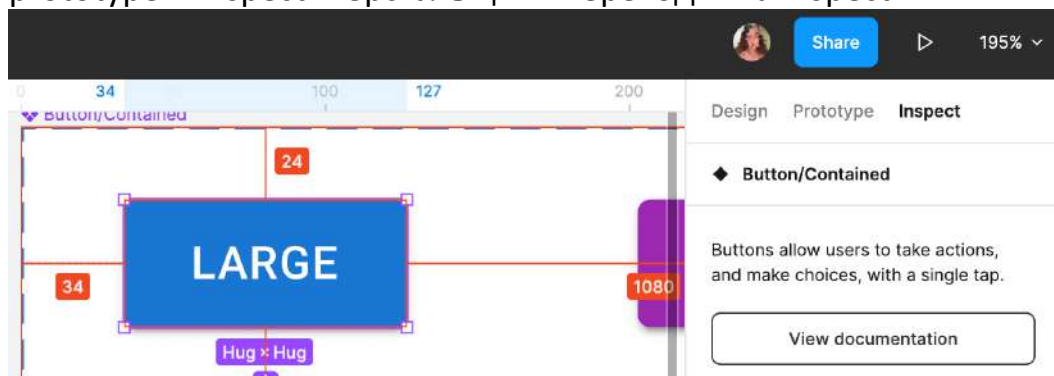 Share 195%
0 34 100 127 200
Button/Contained
Design Prototype Inspect
24
Button/Contained
LARGE
34
1080
Buttons allow users to take actions,
and make choices, with a single tap.
View documentation
Hug × Hug